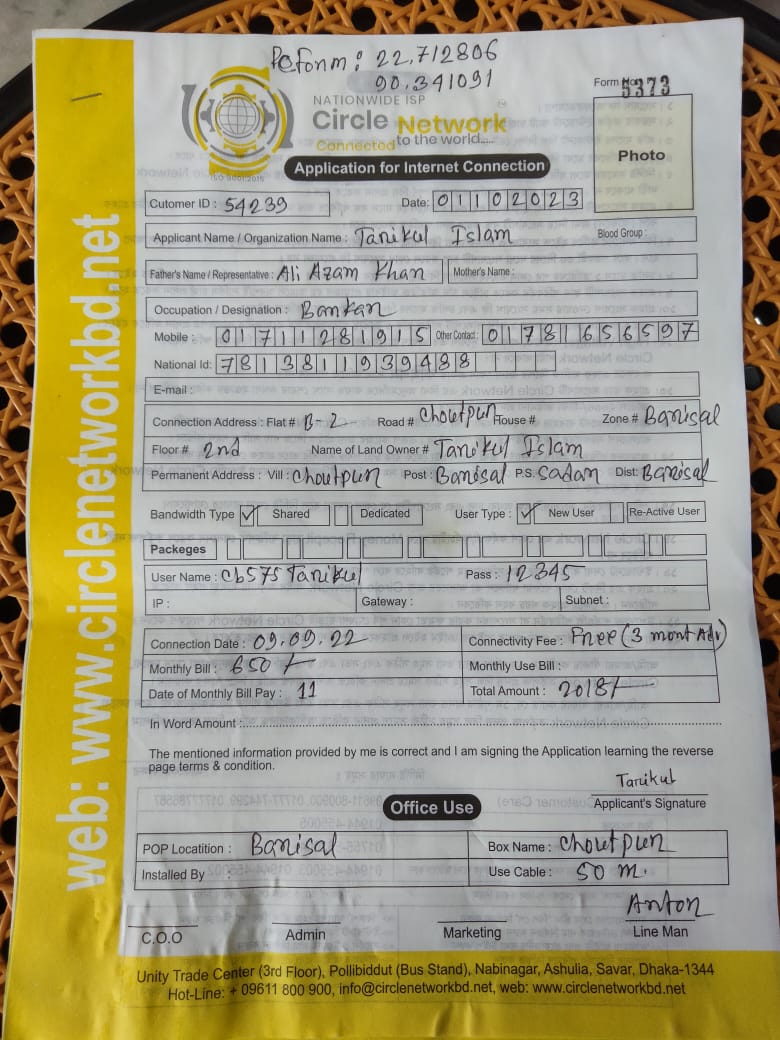 Peform: 22.712806
90.341091
NATIONWIDE ISP
Circle Network
Connected to the world.....
ISO 9001:2015
Form No 5373
Photo
Application for Internet Connection
Cutomer ID : 54239 Date: 01102023
Applicant Name / Organization Name : Tanikul Islam Blood Group :
Father's Name / Representative : Ali Azam Khan Mother's Name :
Occupation / Designation : Bankar
Mobile : 01711281915 Other Contact : 01781656597
National Id: 7813811939488
E-mail :
Connection Address : Flat # B-2 Road # Choutpun House # Zone # Banisal
Floor # 2nd Name of Land Owner # Tanikul Islam
Permanent Address : Vill : Choutpun Post : Banisal P.S. Sadan Dist: Banisal
Bandwidth Type ✓ Shared Dedicated User Type : ✓ New User Re-Active User
Packeges
User Name : cb575Tanikul Pass : 12345
IP : Gateway : Subnet :
Connection Date : 09.09.22 Connectivity Fee : Free (3 mont Adv)
Monthly Bill : 650/- Monthly Use Bill :
Date of Monthly Bill Pay : 11 Total Amount : 2018/-
In Word Amount :
The mentioned information provided by me is correct and I am signing the Application learning the reverse
page terms & condition.
Tanikul
Applicant's Signature
Office Use
POP Locatition : Banisal Box Name : Choutpun
Installed By : Use Cable : 50 m.
Anton
C.O.O Admin Marketing Line Man
Unity Trade Center (3rd Floor), Pollibiddut (Bus Stand), Nabinagar, Ashulia, Savar, Dhaka-1344
Hot-Line: + 09611 800 900, info@circlenetworkbd.net, web: www.circlenetworkbd.net
web: www.circlenetworkbd.net